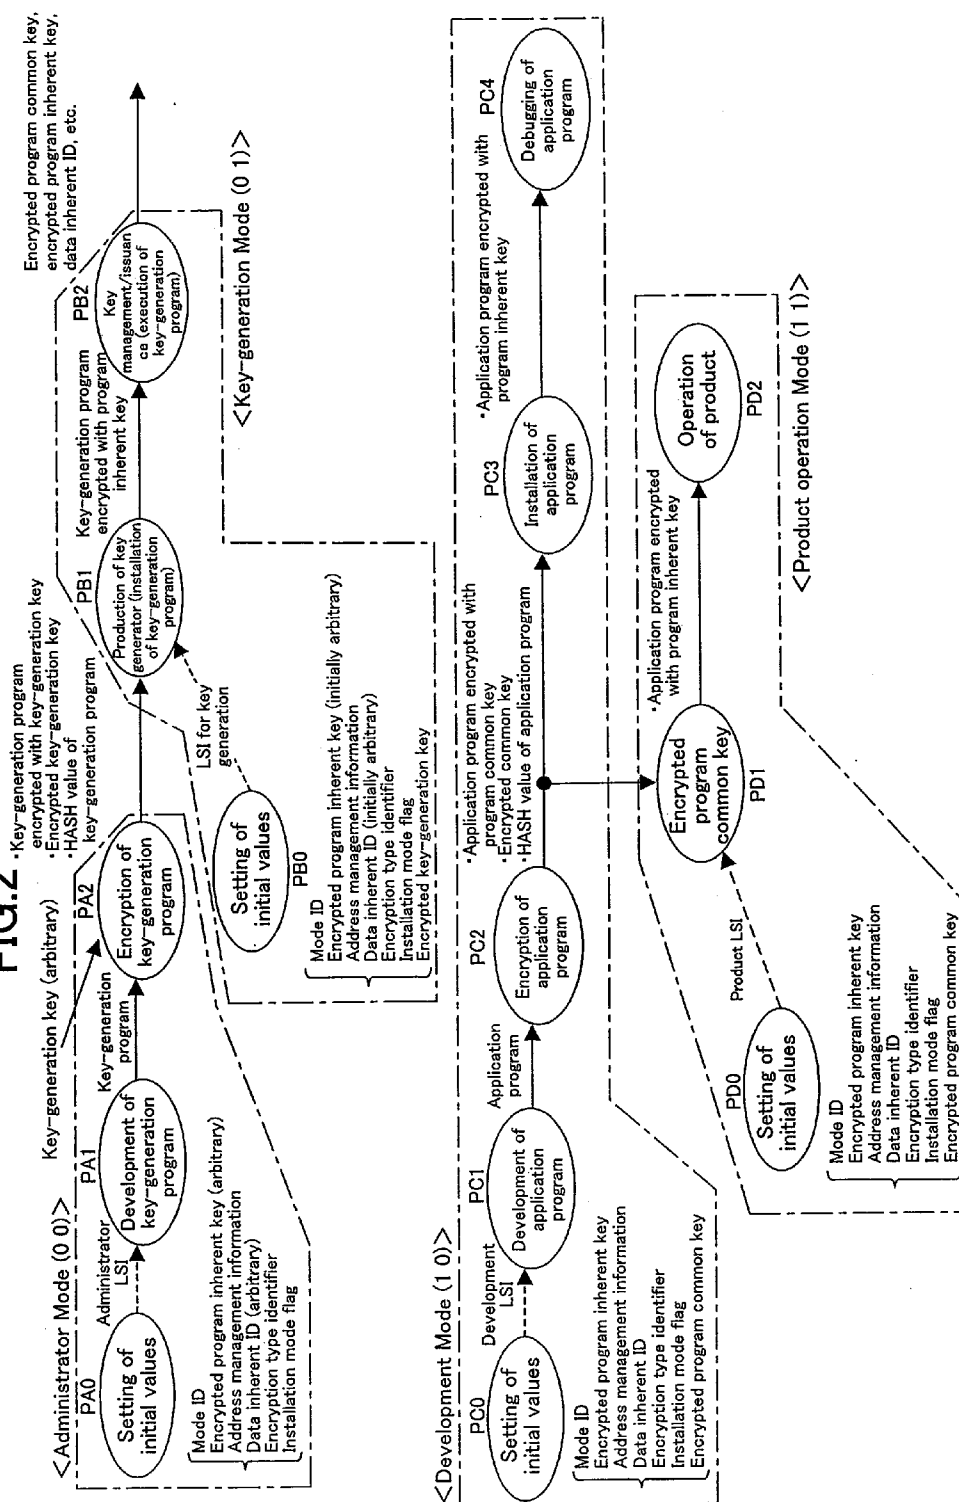 FIG.2
<Administrator Mode (0 0)>
PA0
Setting of
initial values
Administrator
LSI
Mode ID
Encrypted program inherent key (arbitrary)
Address management information
Data inherent ID (arbitrary)
Encryption type identifier
Installation mode flag
PA1
Development of
key-generation
program
Key-generation key (arbitrary)
Key-generation
program
PA2
Encryption of
key-generation
program
・Key-generation program
encrypted with key-generation key
・Encrypted key-generation key
・HASH value of
key-generation program
PB0
Setting of
initial values
LSI for key
generation
Mode ID
Encrypted program inherent key (initially arbitrary)
Address management information
Data inherent ID (initially arbitrary)
Encryption type identifier
Installation mode flag
Encrypted key-generation key
PB1
Production of key
generator (installation
of key-generation
program)
Key-generation program
encrypted with program
inherent key
PB2
Key
management/issuan
ce (execution of
key-generation
program)
Encrypted program common key,
encrypted program inherent key,
data inherent ID, etc.
<Key-generation Mode (0 1)>
<Development Mode (1 0)>
PC0
Setting of
initial values
Development
LSI
Mode ID
Encrypted program inherent key
Address management information
Data inherent ID
Encryption type identifier
Installation mode flag
Encrypted program common key
PC1
Development of
application
program
Application
program
PC2
Encryption of
application
program
・Application program encrypted with
program common key
・Encrypted common key
・HASH value of application program
PC3
Installation of
application
program
・Application program encrypted with
program inherent key
PC4
Debugging of
application
program
PD0
Setting of
initial values
Product LSI
Mode ID
Encrypted program inherent key
Address management information
Data inherent ID
Encryption type identifier
Installation mode flag
Encrypted program common key
PD1
Encrypted
program
common key
・Application program encrypted
with program inherent key
PD2
Operation
of product
<Product operation Mode (1 1)>